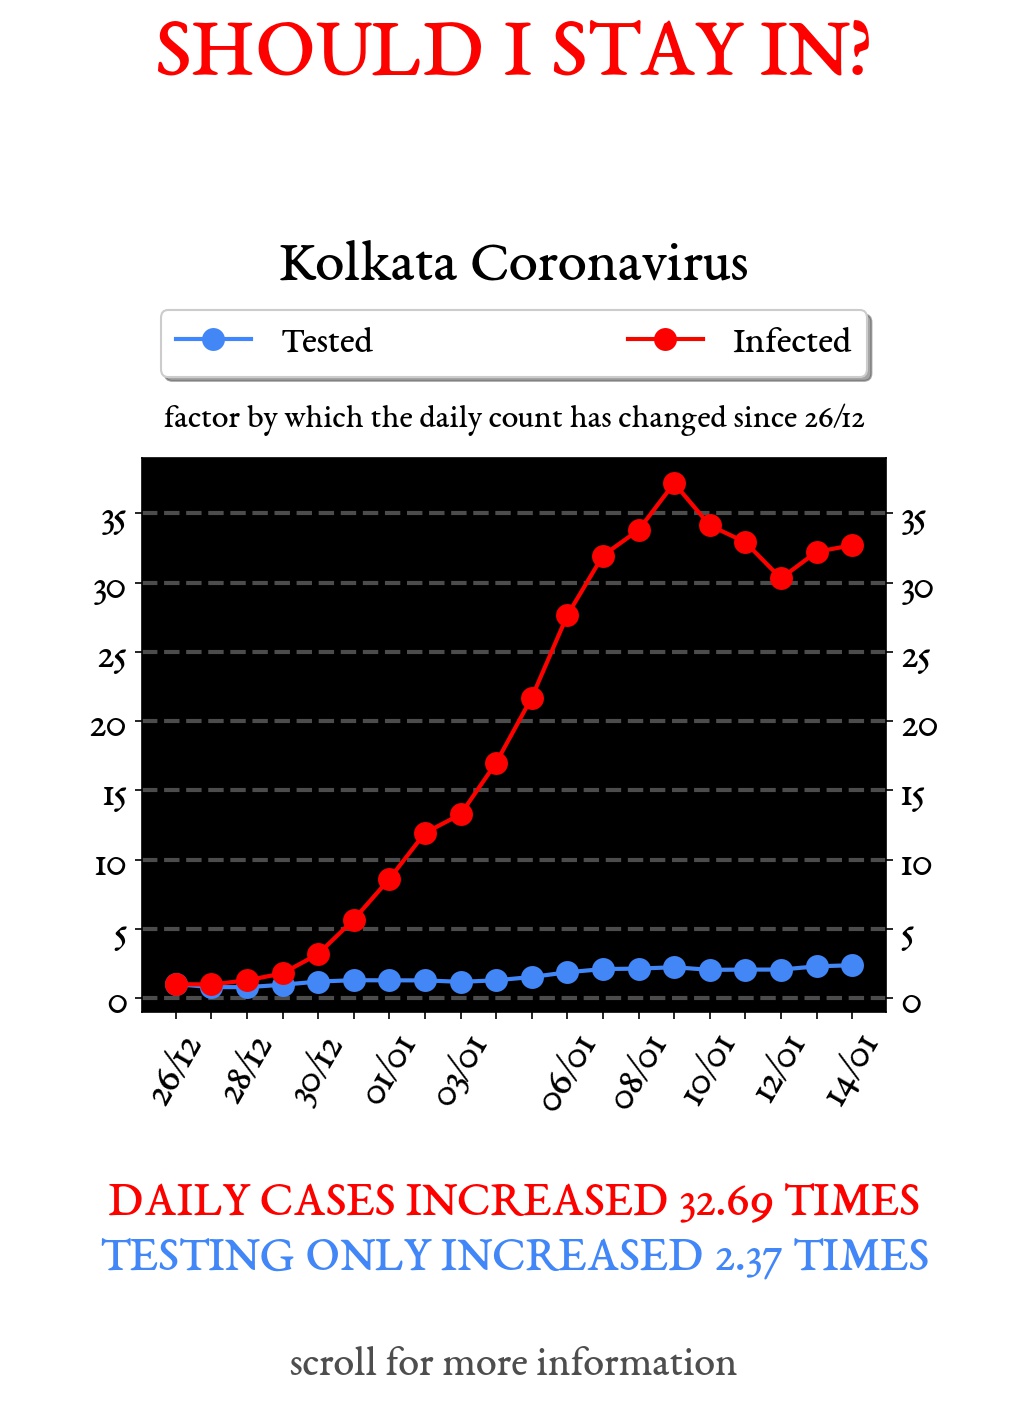 SHOULD I STAY IN?
Kolkata Coronavirus
Tested Infected
factor by which the daily count has changed since 26/12
35 35
30 30
25 25
20 20
15 15
10 10
5 5
0 0
26/12 28/12 30/12 01/01 03/01 06/01 08/01 10/01 12/01 14/01
DAILY CASES INCREASED 32.69 TIMES
TESTING ONLY INCREASED 2.37 TIMES
scroll for more information